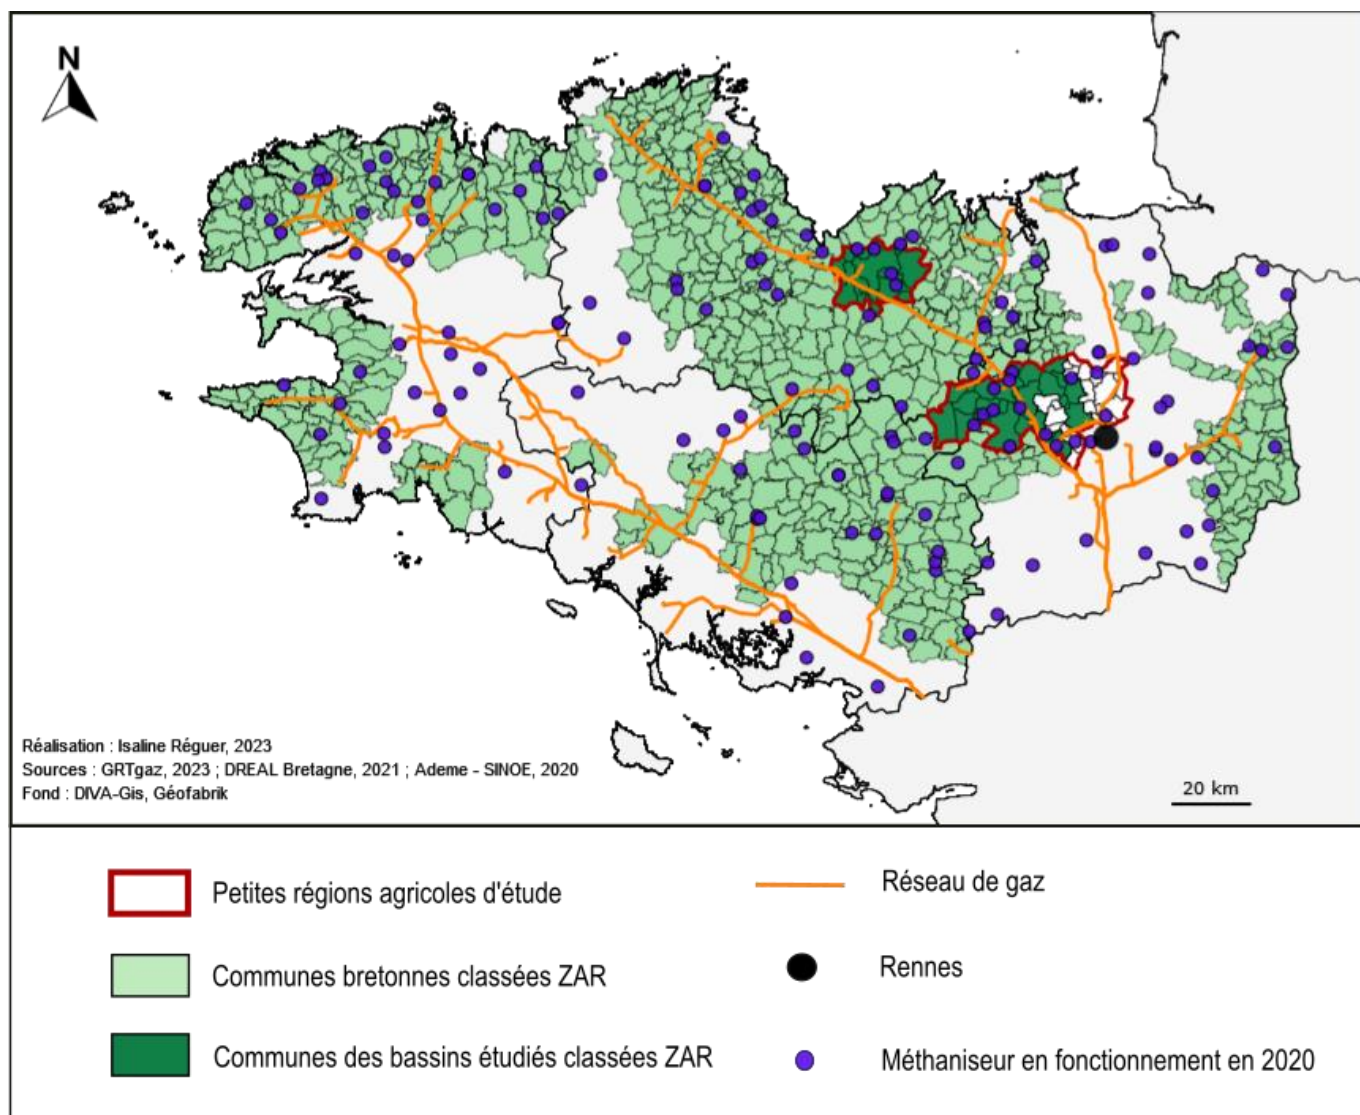 N
Réalisation : Isaline Réguer, 2023
Sources : GRTgaz, 2023 ; DREAL Bretagne, 2021 ; Ademe - SINOE, 2020
Fond : DIVA-Gis, Géofabrik
20 km
Petites régions agricoles d'étude
Réseau de gaz
Communes bretonnes classées ZAR
Rennes
Communes des bassins étudiés classées ZAR
Méthaniseur en fonctionnement en 2020